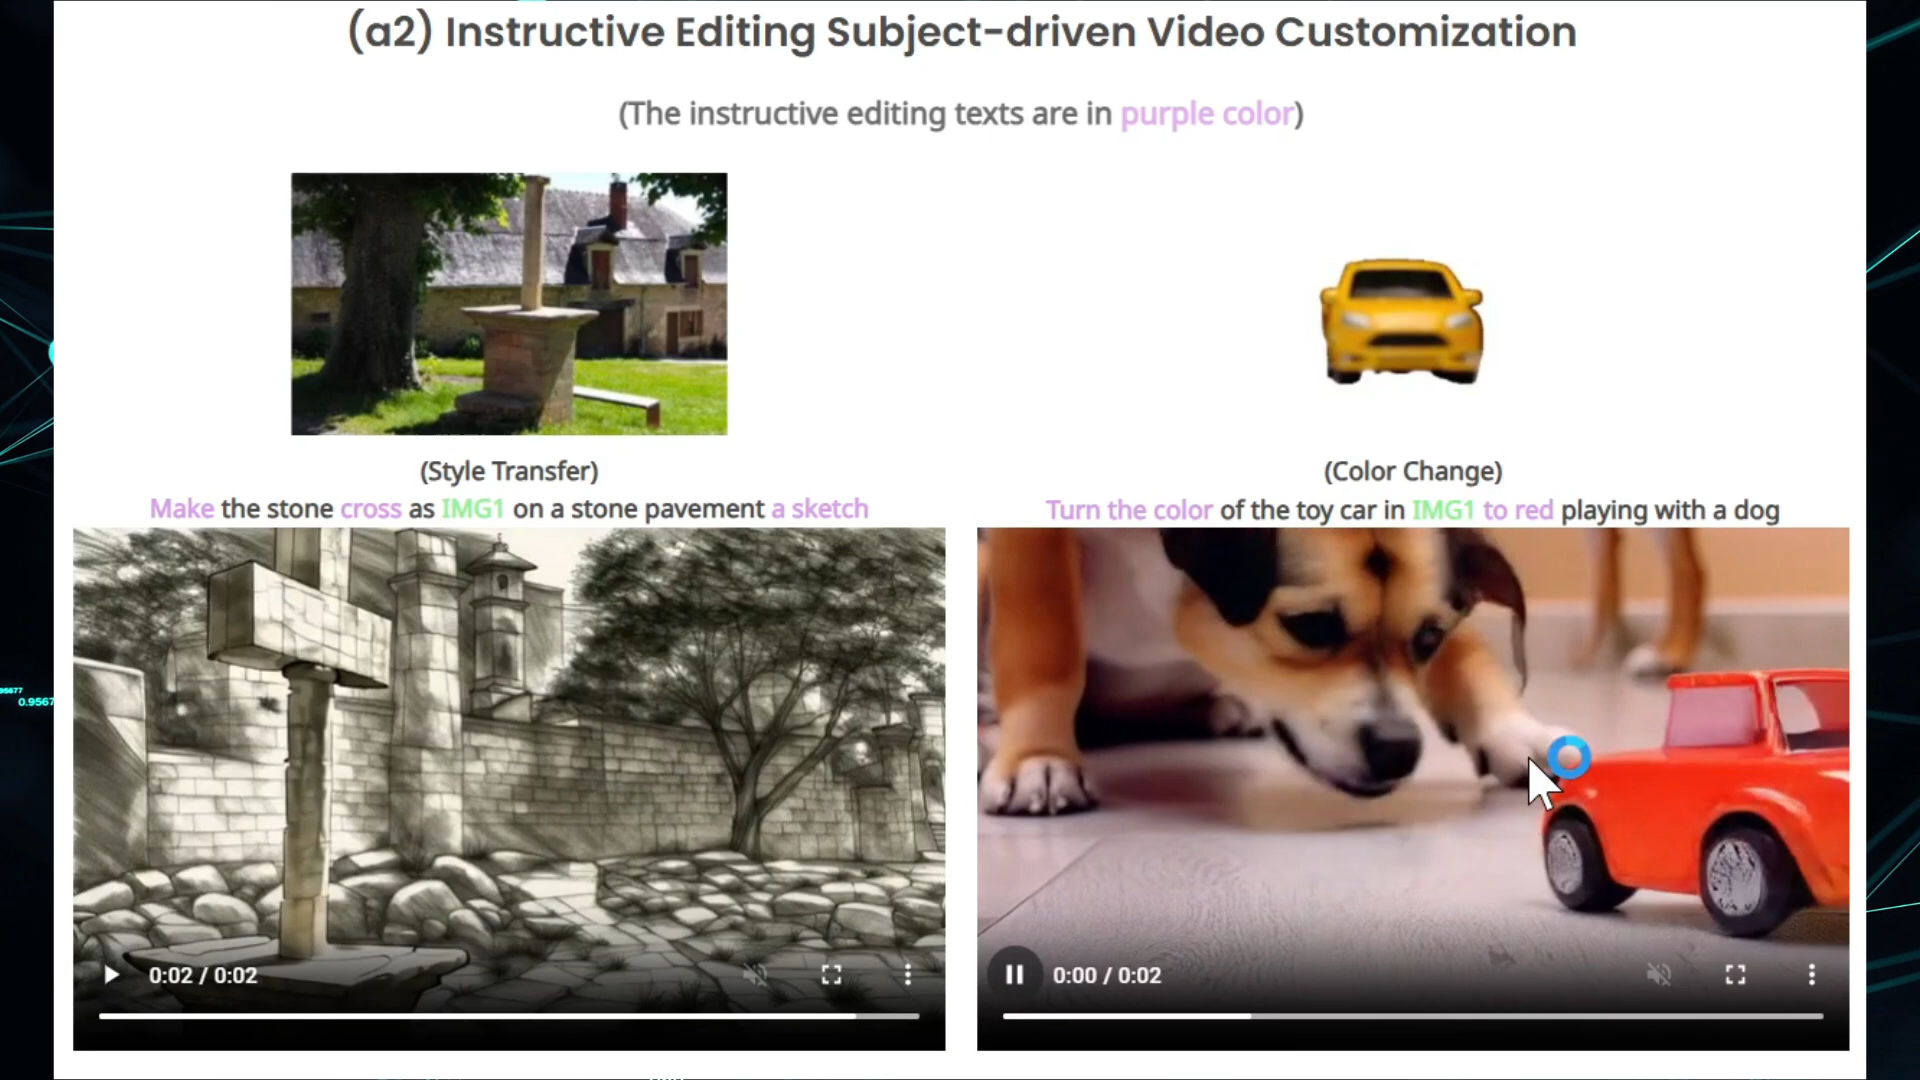 (a2) Instructive Editing Subject-driven Video Customization
(The instructive editing texts are in purple color)
(Style Transfer)
Make the stone cross as IMG1 on a stone pavement a sketch
(Color Change)
Turn the color of the toy car in IMG1 to red playing with a dog
0:02 / 0:02
0:00 / 0:02
0.9567